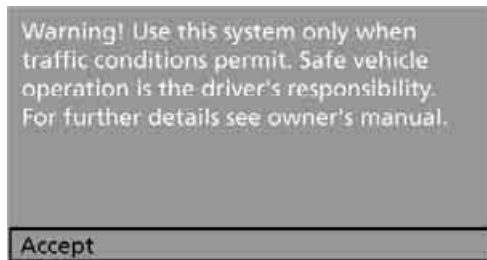 Warning! Use this system only when
traffic conditions permit. Safe vehicle
operation is the driver's responsibility.
For further details see owner's manual.
Accept